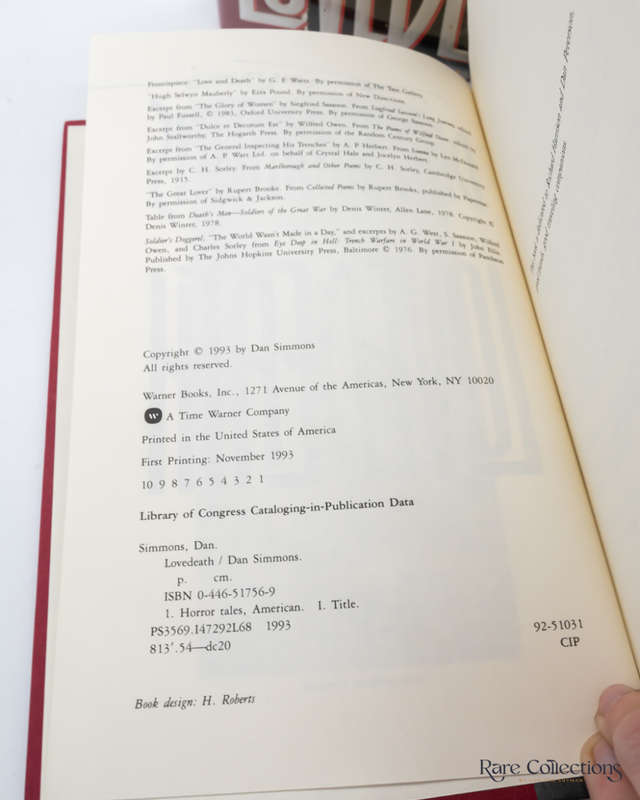 Frontispiece: "Love and Death" by G. F. Watts. By permission of The Tate Gallery.
"Hugh Selwyn Mauberly" by Ezra Pound. By permission of New Directions.
Excerpt from "The Glory of Women" by Siegfried Sassoon. From
by Paul Fussell, © 1983, Oxford University Press. By permission of George Sassoon.
Excerpt from "Dulce et Decorum Est" by Wilfred Owen. From The Poems of Wilfred Owen, edited by
John Stallworthy, The Hogarth Press. By permission of the Random Century Group.
Excerpt from "The General Inspecting His Trenches" by A. P. Herbert. From
By permission of A. P. Watt Ltd. on behalf of Crystal Hale and Jocelyn Herbert.
Excerpts by C. H. Sorley. From Marlborough and Other Poems by C. H. Sorley, Cambridge University
Press, 1915.
"The Great Lover" by Rupert Brooke. From Collected Poems by Rupert Brooke, published by Papermac.
By permission of Sidgwick & Jackson.
Table from Death's Men—Soldiers of the Great War by Denis Winter, Allen Lane, 1978. Copyright ©
Denis Winter, 1978.
Soldier's Doggerel, "The World Wasn't Made in a Day," and excerpts by A. G. West, S. Sassoon, Wilfred
Owen, and Charles Sorley from Eye Deep in Hell: Trench Warfare in World War I by John Ellis.
Published by The Johns Hopkins University Press, Baltimore © 1976. By permission of Pantheon
Press.
Copyright © 1993 by Dan Simmons
All rights reserved.
Warner Books, Inc., 1271 Avenue of the Americas, New York, NY 10020
W A Time Warner Company
Printed in the United States of America
First Printing: November 1993
10 9 8 7 6 5 4 3 2 1
Library of Congress Cataloging-in-Publication Data
Simmons, Dan.
Lovedeath / Dan Simmons.
p. cm.
ISBN 0-446-51756-9
1. Horror tales, American. I. Title.
PS3569.I47292L68 1993 92-51031
813'.54—dc20 CIP
Book design: H. Roberts
Rare Collections